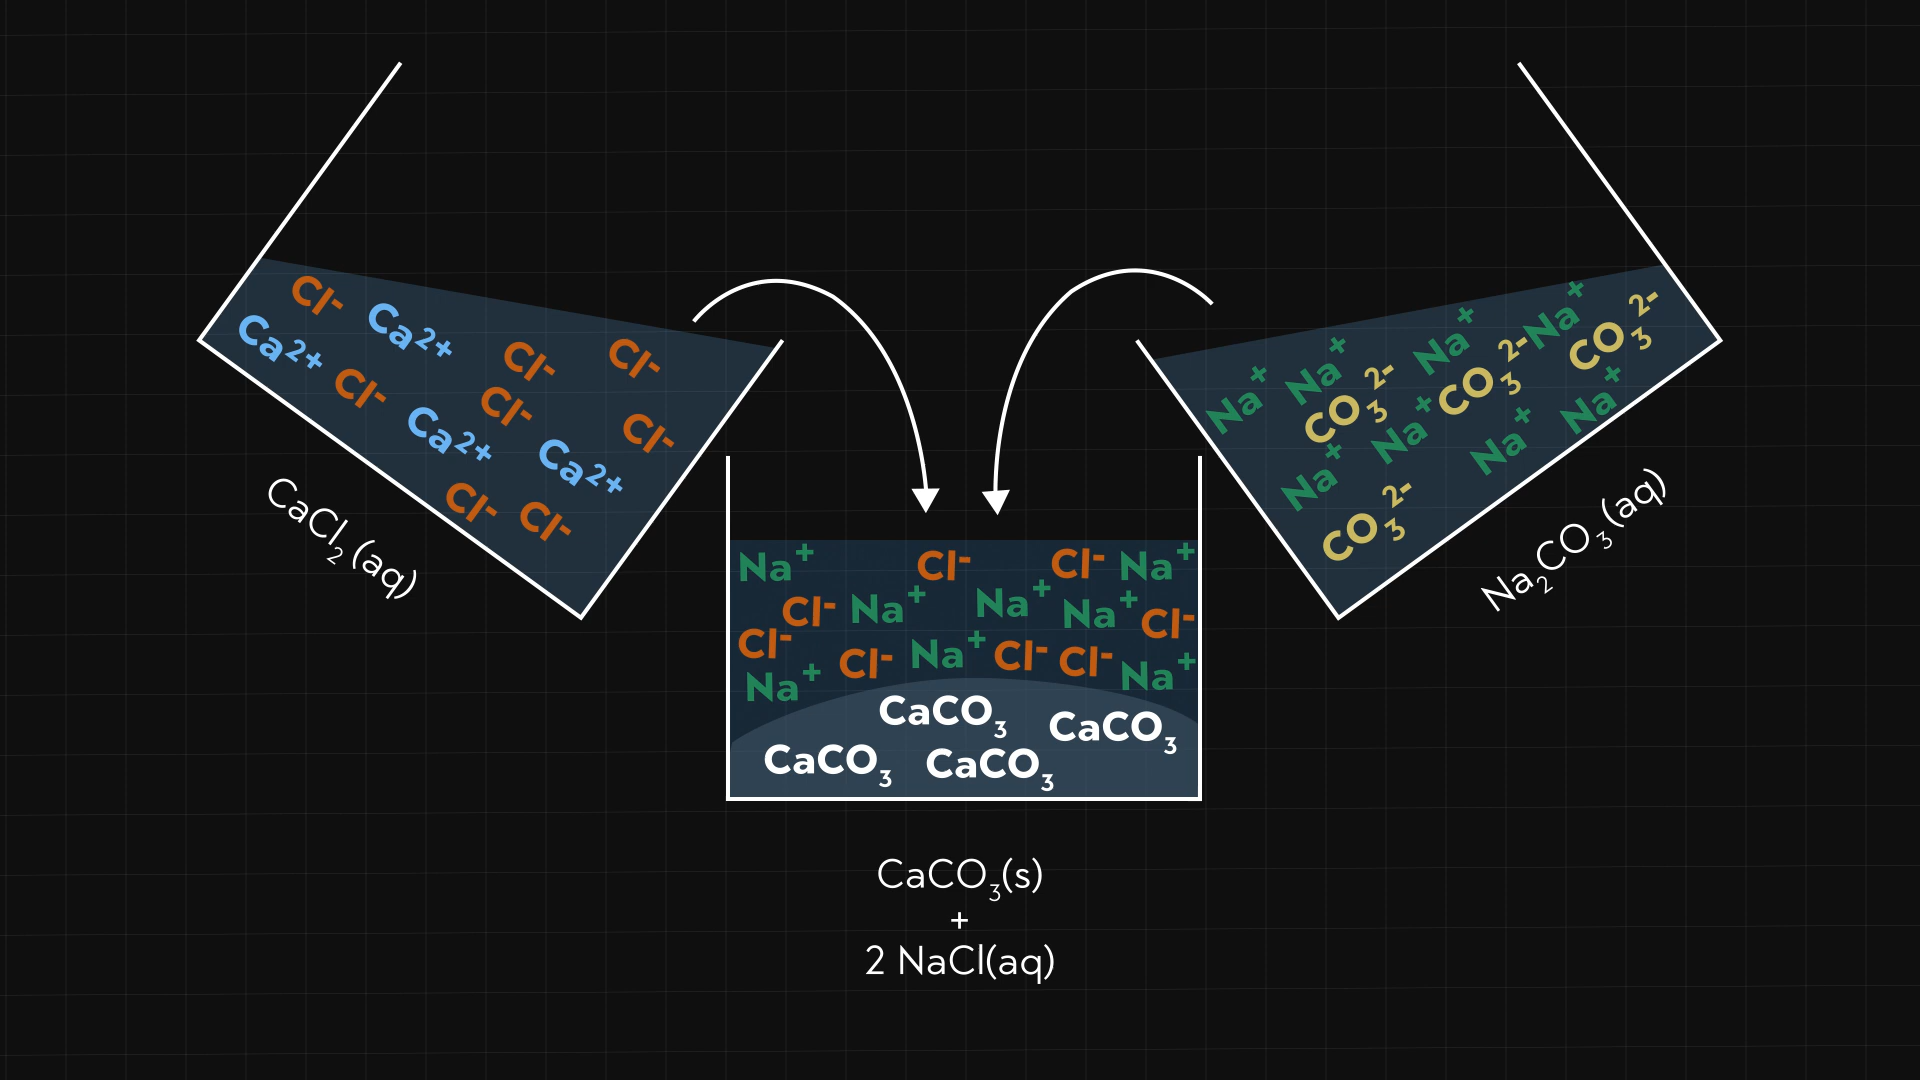 Cl- Ca²⁺ Cl- Cl-
Ca²⁺ Cl- Cl- Cl-
Ca²⁺ Ca²⁺
Cl- Cl-
CaCl₂ (aq)
Na⁺ Na⁺ Na⁺ Na⁺
CO₃²⁻ CO₃²⁻ CO₃²⁻
Na⁺ Na⁺ Na⁺ Na⁺
CO₃²⁻
Na₂CO₃(aq)
Na⁺ Cl⁻ Cl⁻ Na⁺
Cl⁻ Na⁺ Na⁺ Na⁺ Cl⁻
Cl⁻ Cl⁻ Na⁺ Cl⁻ Cl⁻
Na⁺ Na⁺
CaCO₃ CaCO₃
CaCO₃ CaCO₃
CaCO₃(s)
+
2 NaCl(aq)